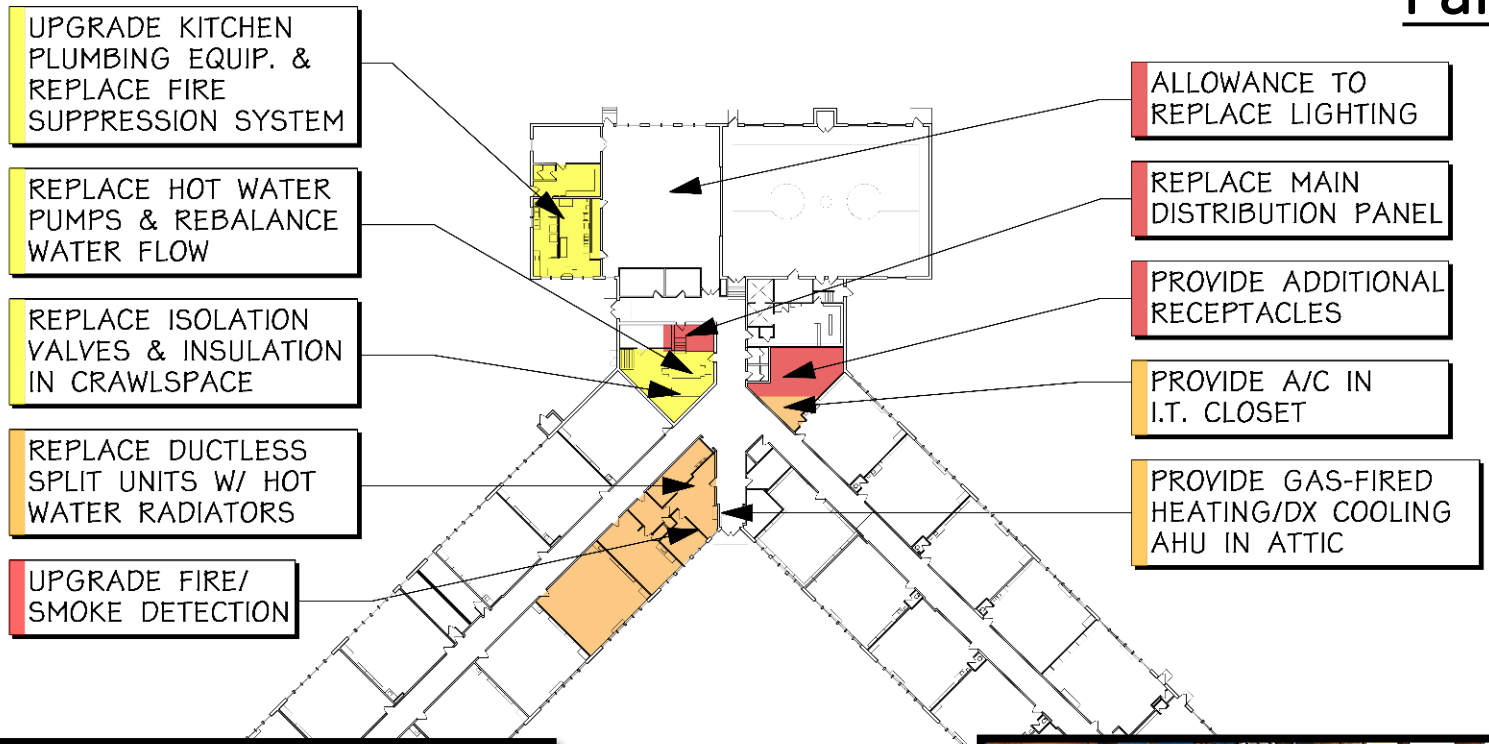 UPGRADE KITCHEN
PLUMBING EQUIP. &
REPLACE FIRE
SUPPRESSION SYSTEM
REPLACE HOT WATER
PUMPS & REBALANCE
WATER FLOW
REPLACE ISOLATION
VALVES & INSULATION
IN CRAWLSPACE
REPLACE DUCTLESS
SPLIT UNITS W/ HOT
WATER RADIATORS
UPGRADE FIRE/
SMOKE DETECTION
ALLOWANCE TO
REPLACE LIGHTING
REPLACE MAIN
DISTRIBUTION PANEL
PROVIDE ADDITIONAL
RECEPTACLES
PROVIDE A/C IN
I.T. CLOSET
PROVIDE GAS-FIRED
HEATING/DX COOLING
AHU IN ATTIC